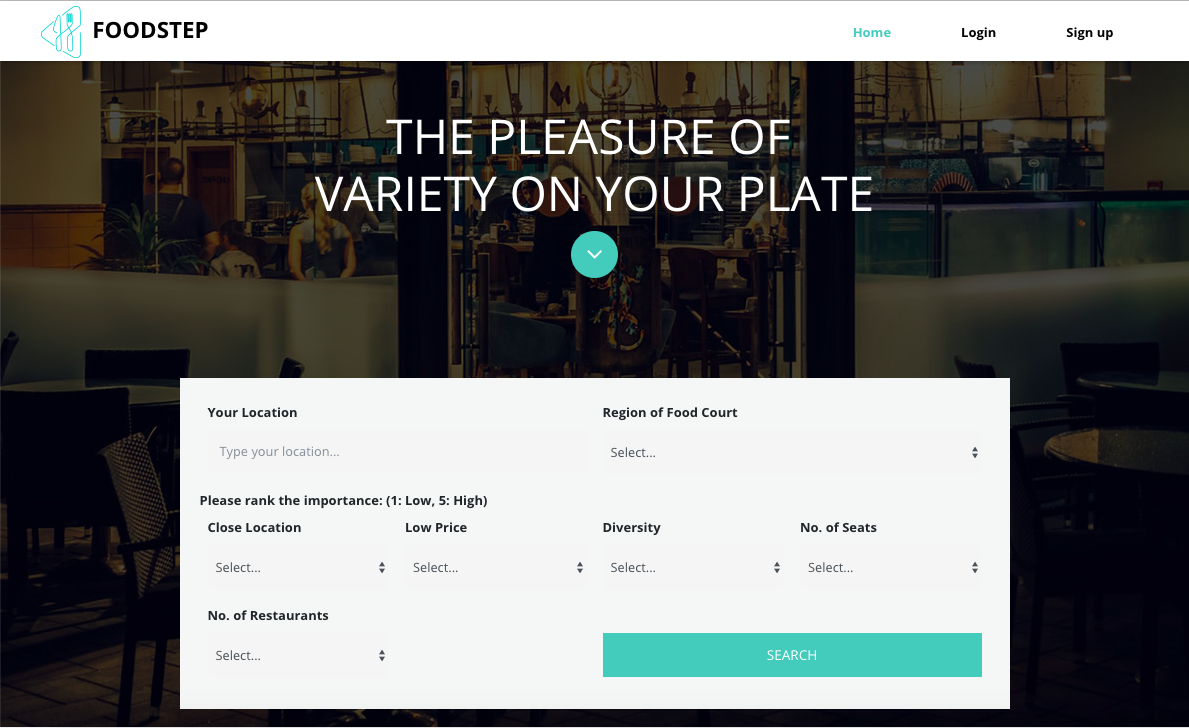 FOODSTEP
Home Login Sign up
THE PLEASURE OF
VARIETY ON YOUR PLATE
Your Location Region of Food Court
Type your location... Select...
Please rank the importance: (1: Low, 5: High)
Close Location Low Price Diversity No. of Seats
Select... Select... Select... Select...
No. of Restaurants
Select... SEARCH